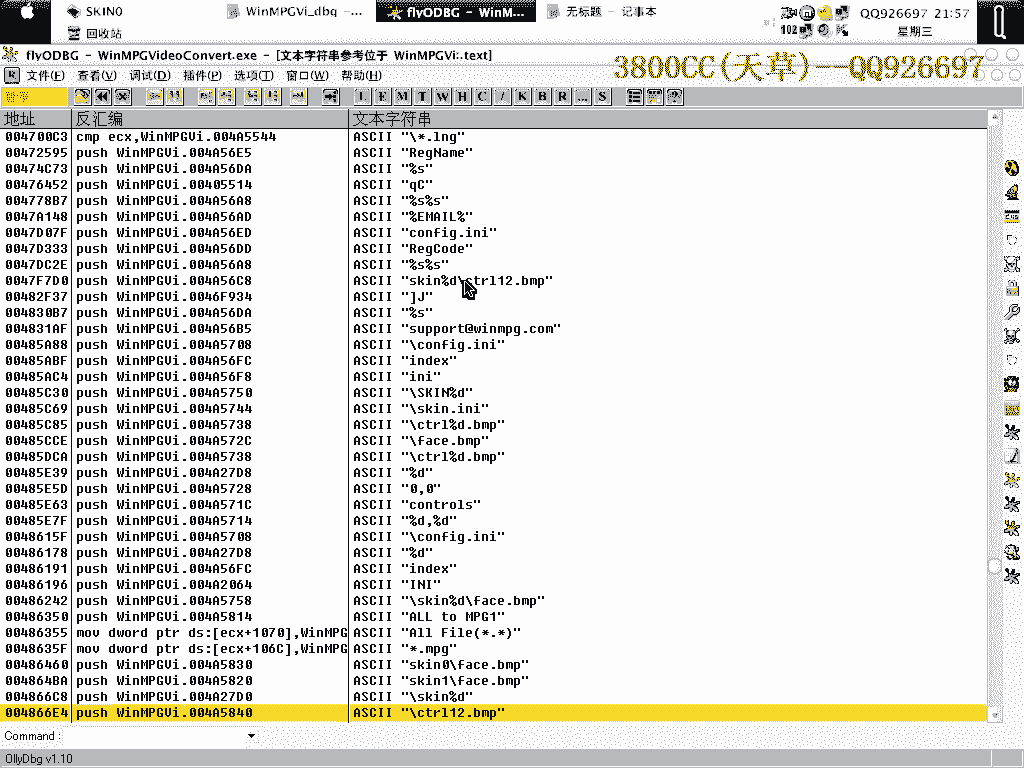 SKIN0
WinMPGVi_dbg -...
flyODBG - WinM...
无标题 - 记事本
102
QQ926697 21:57
回收站
星期三
flyODBG - WinMPGVideoConvert.exe - [文本字符串参考位于 WinMPGVi:.text]
3800CC(天草)--QQ926697
R 文件(F) 查看(V) 调试(D) 插件(P) 选项(T) 窗口(W) 帮助(H)
L E M T W H C / K B R ... S
地址 反汇编 文本字符串
004700C3 cmp ecx,WinMPGVi.004A5544 ASCII "\*.lng"
00472595 push WinMPGVi.004A56E5 ASCII "RegName"
00474C73 push WinMPGVi.004A56DA ASCII "%s"
00476452 push WinMPGVi.00405514 ASCII "qC"
004778B7 push WinMPGVi.004A56A8 ASCII "%s%s"
0047A148 push WinMPGVi.004A56AD ASCII "%EMAIL%"
0047D07F push WinMPGVi.004A56ED ASCII "config.ini"
0047D333 push WinMPGVi.004A56DD ASCII "RegCode"
0047DC2E push WinMPGVi.004A56A8 ASCII "%s%s"
0047F7D0 push WinMPGVi.004A56C8 ASCII "skin%d\ctrl12.bmp"
00482F37 push WinMPGVi.0046F934 ASCII "]J"
004830B7 push WinMPGVi.004A56DA ASCII "%s"
004831AF push WinMPGVi.004A56B5 ASCII "support@winmpg.com"
00485A88 push WinMPGVi.004A5708 ASCII "\config.ini"
00485ABF push WinMPGVi.004A56FC ASCII "index"
00485AC4 push WinMPGVi.004A56F8 ASCII "ini"
00485C30 push WinMPGVi.004A5750 ASCII "\SKIN%d"
00485C69 push WinMPGVi.004A5744 ASCII "\skin.ini"
00485C85 push WinMPGVi.004A5738 ASCII "\ctrl%d.bmp"
00485CCE push WinMPGVi.004A572C ASCII "\face.bmp"
00485DCA push WinMPGVi.004A5738 ASCII "\ctrl%d.bmp"
00485E39 push WinMPGVi.004A27D8 ASCII "%d"
00485E5D push WinMPGVi.004A5728 ASCII "0,0"
00485E63 push WinMPGVi.004A571C ASCII "controls"
00485E7F push WinMPGVi.004A5714 ASCII "%d,%d"
0048615F push WinMPGVi.004A5708 ASCII "\config.ini"
00486178 push WinMPGVi.004A27D8 ASCII "%d"
00486191 push WinMPGVi.004A56FC ASCII "index"
00486196 push WinMPGVi.004A2064 ASCII "INI"
00486242 push WinMPGVi.004A5758 ASCII "\skin%d\face.bmp"
00486350 push WinMPGVi.004A5814 ASCII "ALL to MPG1"
00486355 mov dword ptr ds:[ecx+1070],WinMPG ASCII "All File(*.*)"
0048635F mov dword ptr ds:[ecx+106C],WinMPG ASCII "*.mpg"
00486460 push WinMPGVi.004A5830 ASCII "skin0\face.bmp"
004864BA push WinMPGVi.004A5820 ASCII "skin1\face.bmp"
004866C8 push WinMPGVi.004A27D0 ASCII "\skin%d"
004866E4 push WinMPGVi.004A5840 ASCII "\ctrl12.bmp"
Command :
OllyDbg v1.10